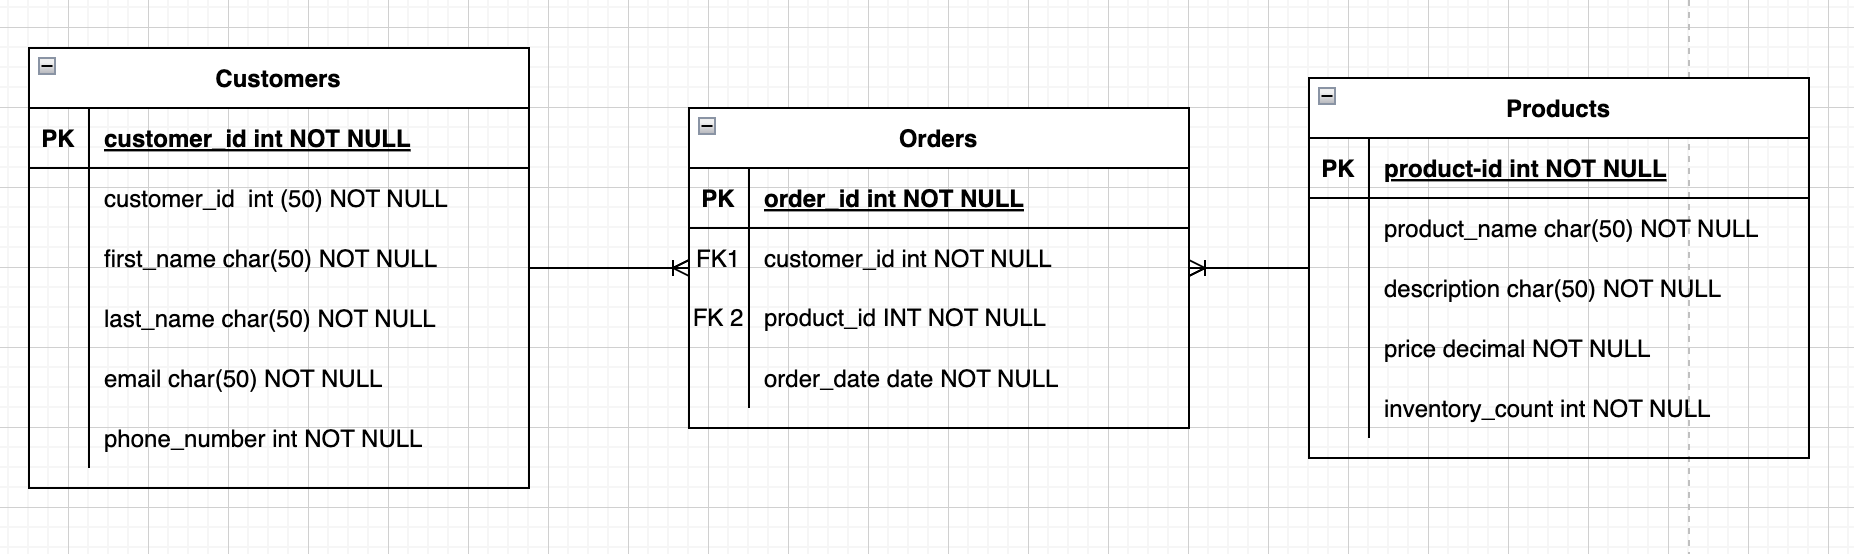 Customers
PK customer_id int NOT NULL
customer_id  int (50) NOT NULL
first_name char(50) NOT NULL
last_name char(50) NOT NULL
email char(50) NOT NULL
phone_number int NOT NULL
Orders
PK order_id int NOT NULL
FK1 customer_id int NOT NULL
FK 2 product_id INT NOT NULL
order_date date NOT NULL
Products
PK product-id int NOT NULL
product_name char(50) NOT NULL
description char(50) NOT NULL
price decimal NOT NULL
inventory_count int NOT NULL